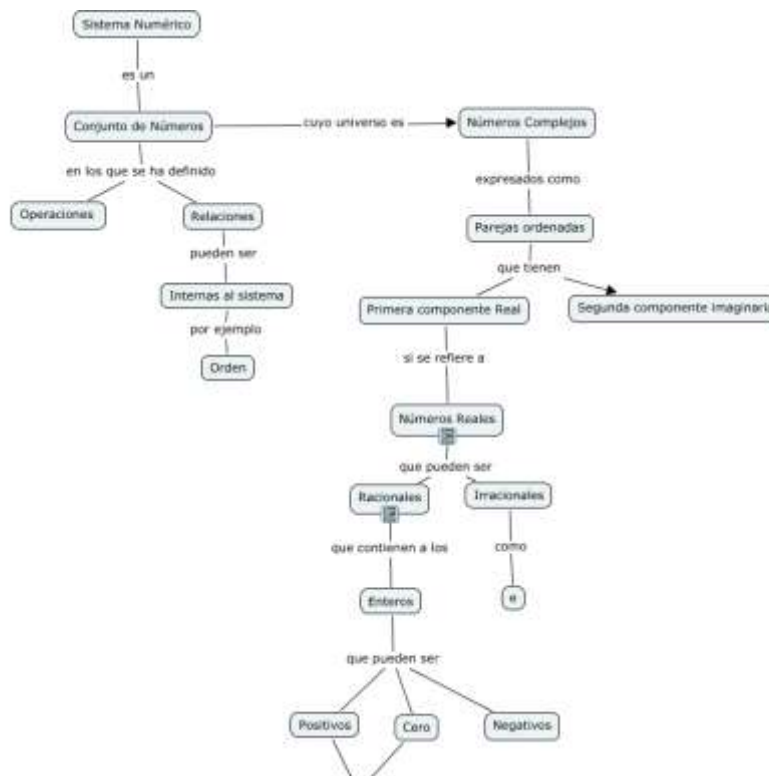 Sistema Numérico
es un
Conjunto de Números
cuyo universo es
Números Complejos
en los que se ha definido
expresados como
Operaciones
Relaciones
Parejas ordenadas
pueden ser
que tienen
Internas al sistema
Primera componente Real
Segunda componente imaginaria
por ejemplo
Orden
si se refiere a
Números Reales
que pueden ser
Racionales
Irracionales
que contienen a los
como
Enteros
e
que pueden ser
Positivos
Cero
Negativos